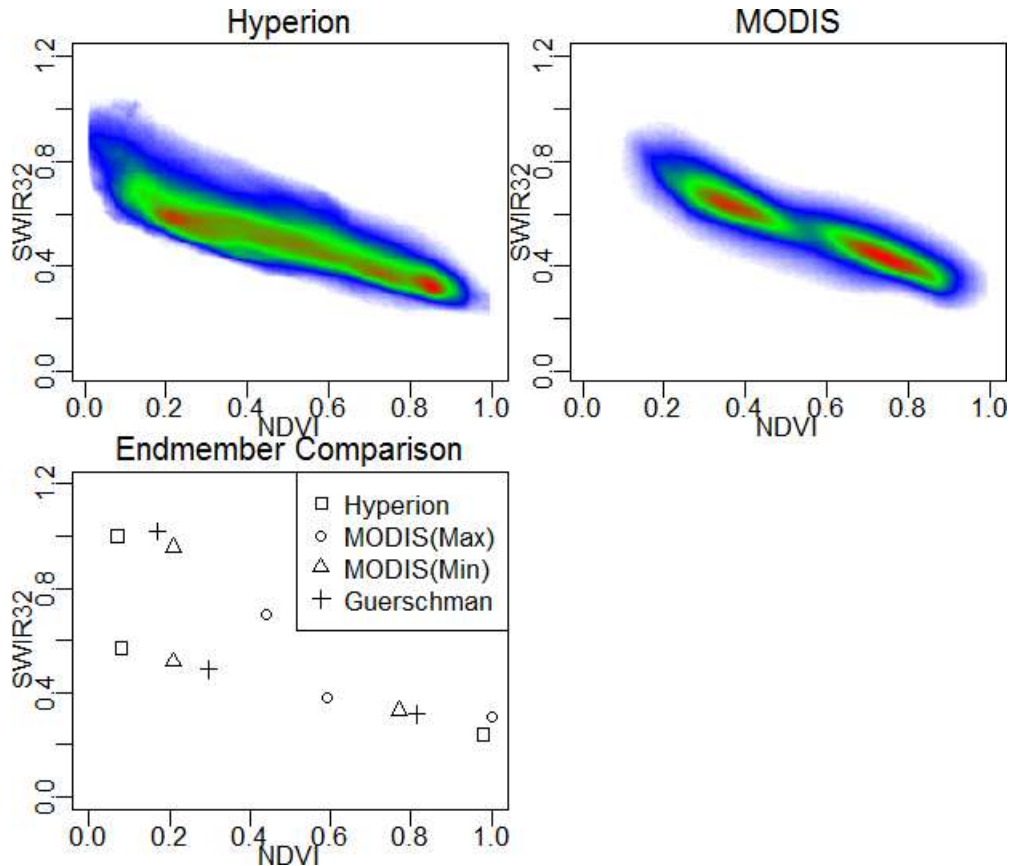 Hyperion
1.2
0.8
0.4
0.0
SWIR32
0.0 0.2 0.4 0.6 0.8 1.0
NDVI
MODIS
1.2
0.8
0.4
0.0
SWIR32
0.2 0.4 0.6 0.8 1.0
NDVI
Endmember Comparison
1.2
0.8
0.4
0.0
SWIR32
Hyperion
MODIS(Max)
MODIS(Min)
Guerschman
0.0 0.2 0.4 0.6 0.8 1.0
NDVI